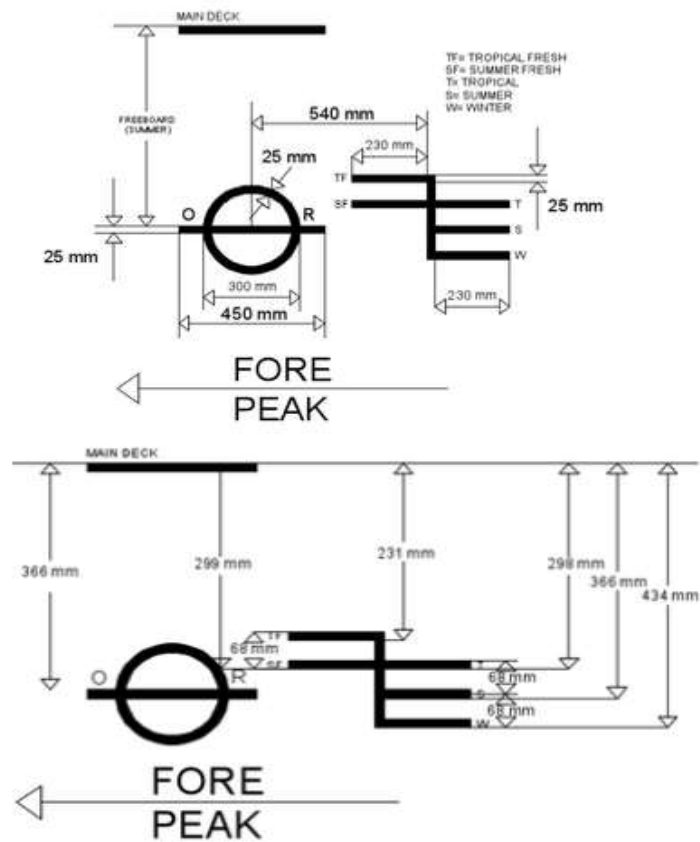 MAIN DECK
TF= TROPICAL FRESH
SF= SUMMER FRESH
T= TROPICAL
S= SUMMER
W= WINTER
540 mm
FREEBOARD
(SUMMER)
230 mm
25 mm
TF
O
R
SF
T
25 mm
S
25 mm
W
300 mm
230 mm
450 mm
FORE
PEAK
MAIN DECK
231 mm
299 mm
298 mm
366 mm
366 mm
434 mm
TF
68 mm
SF
T
O
R
68 mm
S
68 mm
W
FORE
PEAK